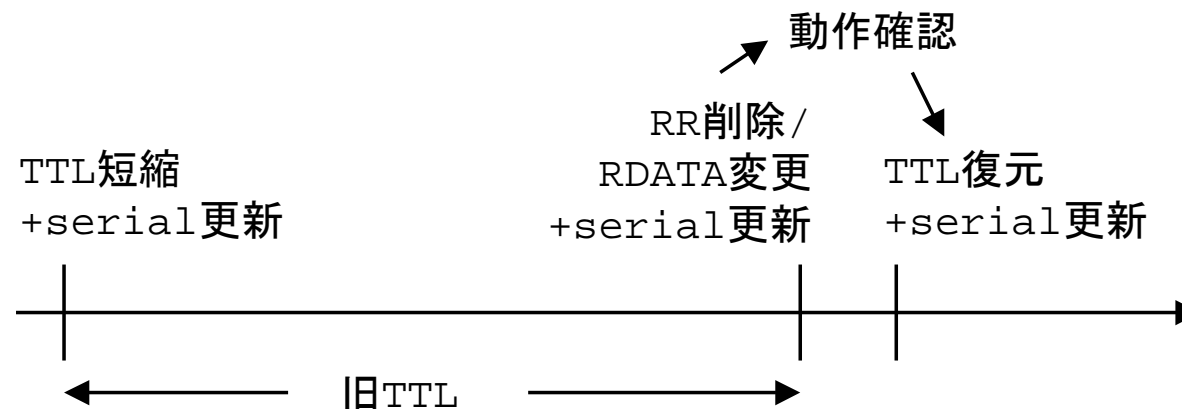 動作確認
RR削除/
RDATA変更
+serial更新
TTL短縮
+serial更新
TTL復元
+serial更新
旧TTL